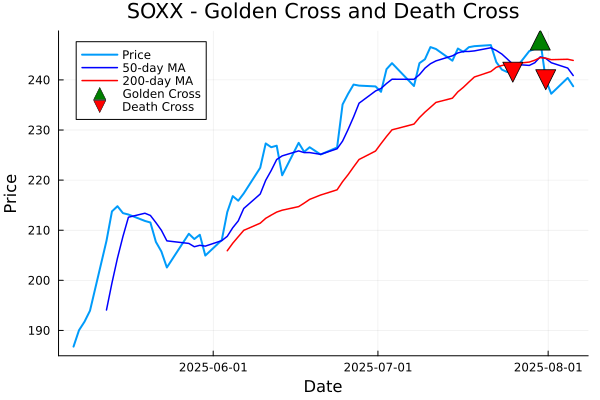 SOXX - Golden Cross and Death Cross
Price
50-day MA
200-day MA
Golden Cross
Death Cross
240
230
220
210
200
190
Price
2025-06-01
2025-07-01
2025-08-01
Date